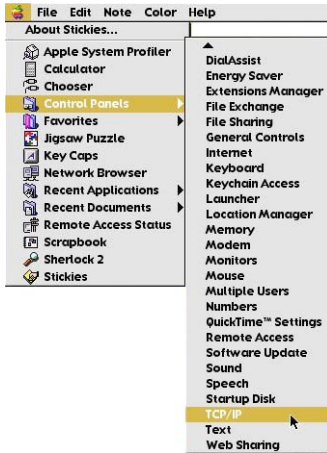 File Edit Note Color Help
About Stickies...
Apple System Profiler
Calculator
Chooser
Control Panels
Favorites
Jigsaw Puzzle
Key Caps
Network Browser
Recent Applications
Recent Documents
Remote Access Status
Scrapbook
Sherlock 2
Stickies
DialAssist
Energy Saver
Extensions Manager
File Exchange
File Sharing
General Controls
Internet
Keyboard
Keychain Access
Launcher
Location Manager
Memory
Modem
Monitors
Mouse
Multiple Users
Numbers
QuickTime™ Settings
Remote Access
Software Update
Sound
Speech
Startup Disk
TCP/IP
Text
Web Sharing